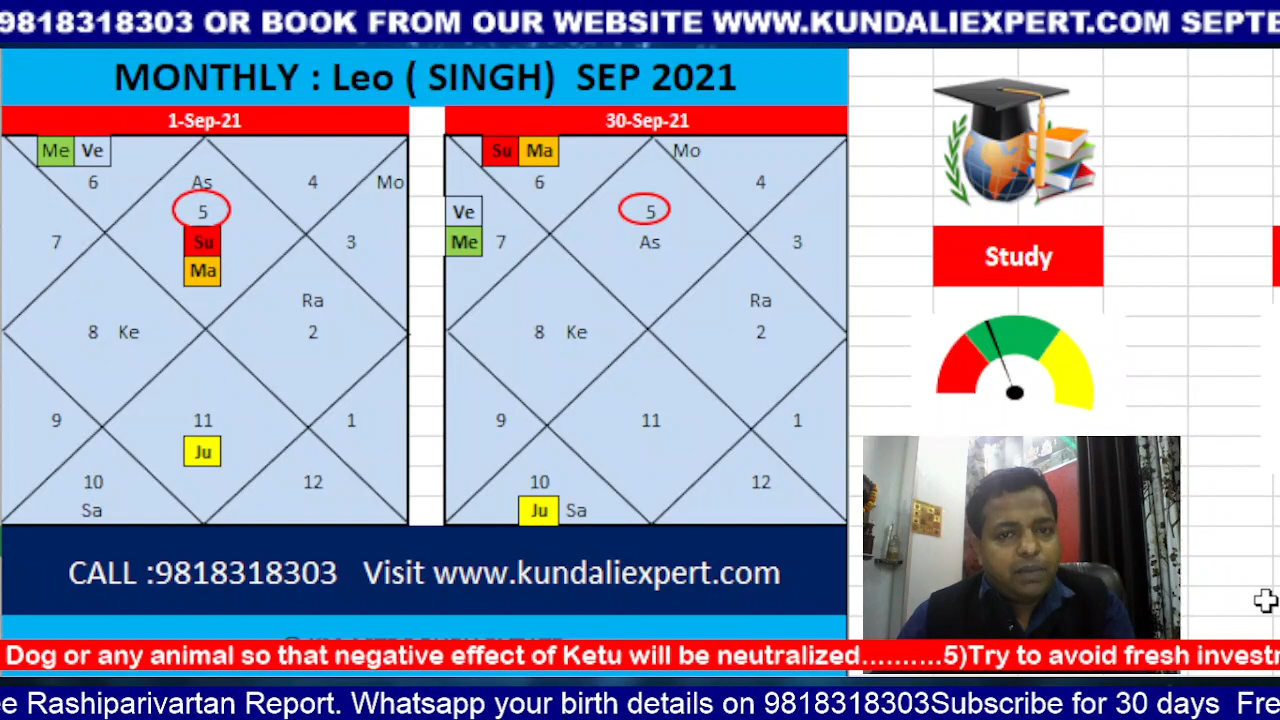 9818318303 OR BOOK FROM OUR WEBSITE WWW.KUNDALIEXPERT.COM SEPTE
MONTHLY : Leo ( SINGH) SEP 2021
1-Sep-21
Me Ve
6
As
4
Mo
5
7
Su
3
Ma
Ra
8 Ke
2
9
11
1
Ju
10
12
Sa
30-Sep-21
Su Ma
Mo
6
4
Ve
5
Me 7
As
3
Ra
8 Ke
2
9
11
1
10
12
Ju Sa
Study
CALL :9818318303 Visit www.kundaliexpert.com
Dog or any animal so that negative effect of Ketu will be neutralized..........5)Try to avoid fresh
e Rashiparivartan Report. Whatsapp your birth details on 9818318303Subscribe for 30 days Fre